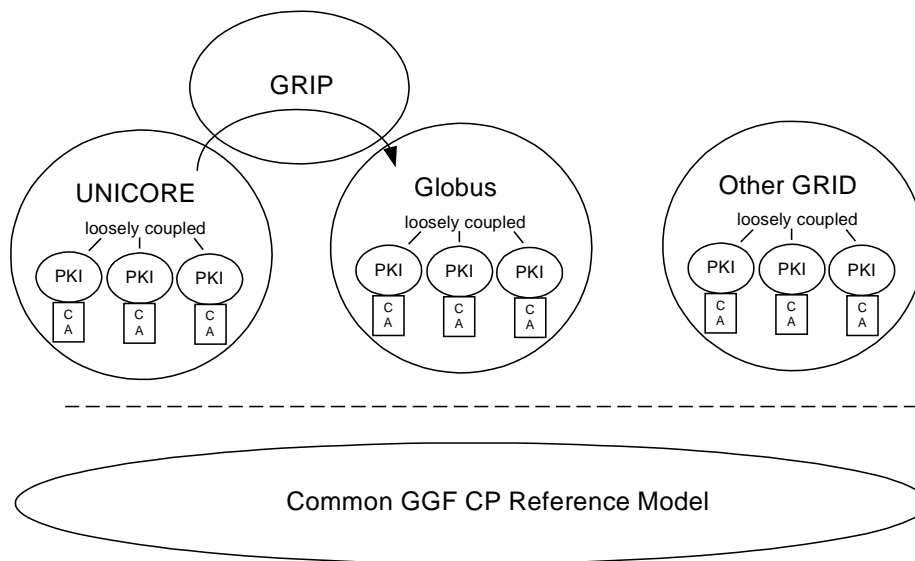 GRIP
UNICORE
loosely coupled
PKI PKI PKI
C A C A C A
Globus
loosely coupled
PKI PKI PKI
C A C A C A
Other GRID
loosely coupled
PKI PKI PKI
C A C A C A
Common GGF CP Reference Model